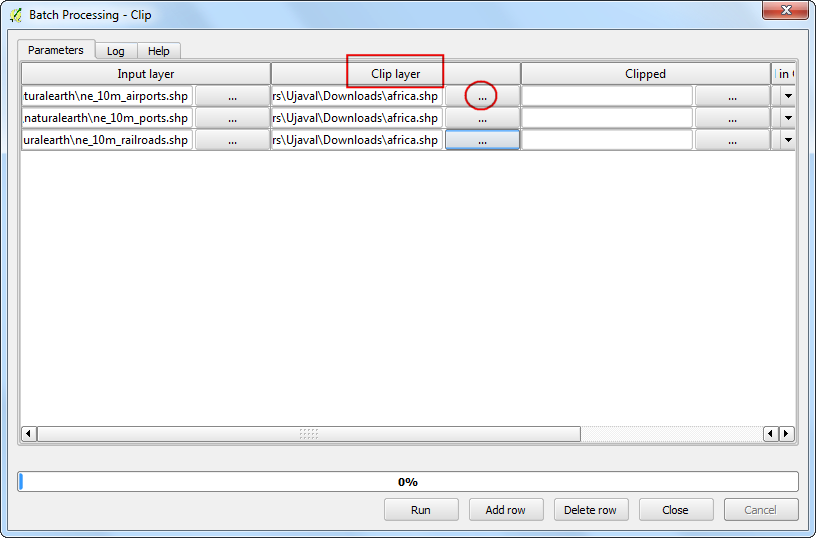 Batch Processing - Clip
Parameters Log Help
Input layer Clip layer Clipped in
turalearth\ne_10m_airports.shp ... rs\Ujaval\Downloads\africa.shp ... ...
naturalearth\ne_10m_ports.shp ... rs\Ujaval\Downloads\africa.shp ... ...
uralearth\ne_10m_railroads.shp ... rs\Ujaval\Downloads\africa.shp ... ...
0%
Run Add row Delete row Close Cancel